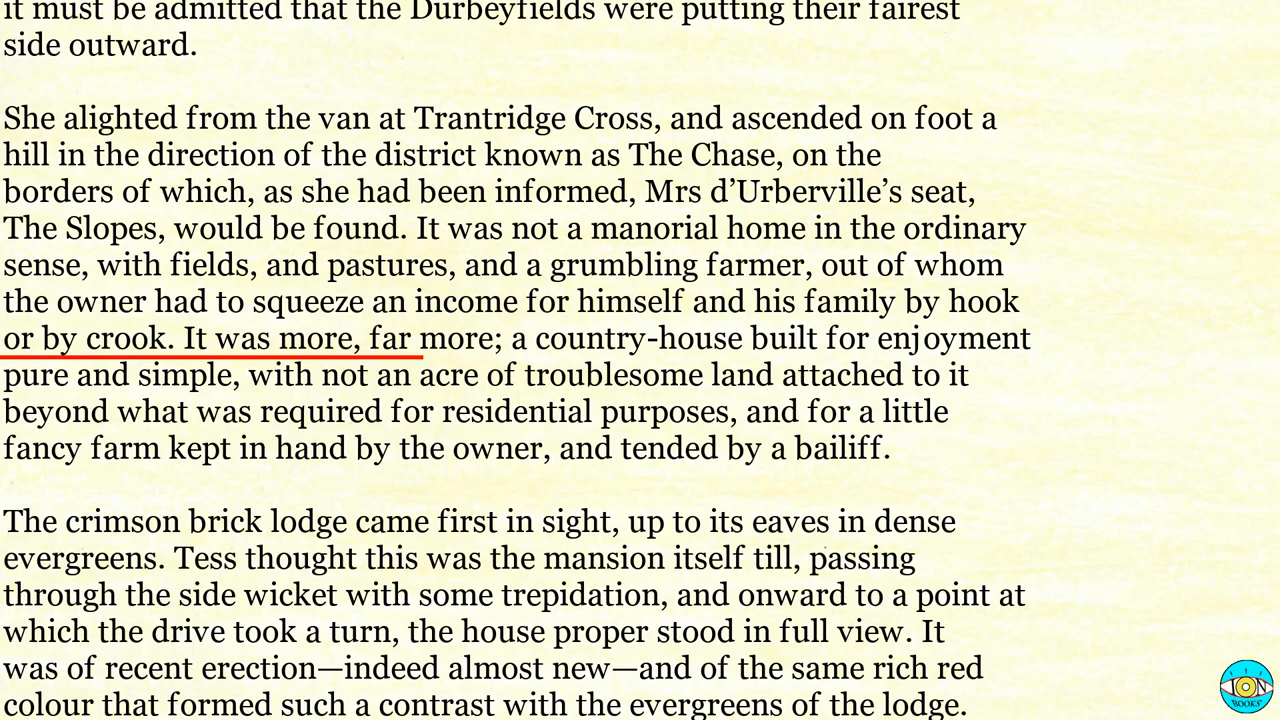 it must be admitted that the Durbeyfields were putting their fairest
side outward.
She alighted from the van at Trantridge Cross, and ascended on foot a
hill in the direction of the district known as The Chase, on the
borders of which, as she had been informed, Mrs d’Urberville’s seat,
The Slopes, would be found. It was not a manorial home in the ordinary
sense, with fields, and pastures, and a grumbling farmer, out of whom
the owner had to squeeze an income for himself and his family by hook
or by crook. It was more, far more; a country-house built for enjoyment
pure and simple, with not an acre of troublesome land attached to it
beyond what was required for residential purposes, and for a little
fancy farm kept in hand by the owner, and tended by a bailiff.
The crimson brick lodge came first in sight, up to its eaves in dense
evergreens. Tess thought this was the mansion itself till, passing
through the side wicket with some trepidation, and onward to a point at
which the drive took a turn, the house proper stood in full view. It
was of recent erection—indeed almost new—and of the same rich red
colour that formed such a contrast with the evergreens of the lodge.
ION
BOOKS